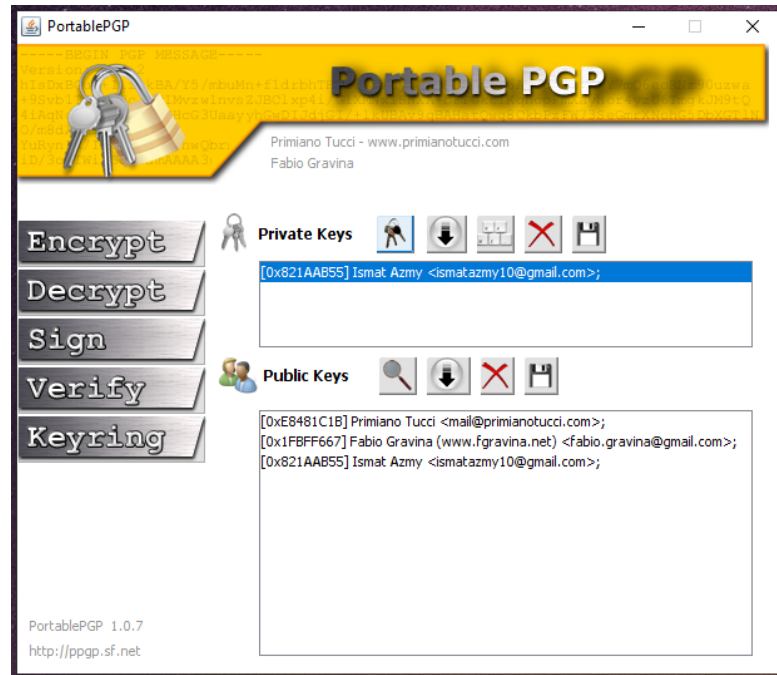 PortablePGP
-----BEGIN PGP MESSAGE-----
Portable PGP
Primiano Tucci - www.primianotucci.com
Fabio Gravina
Encrypt
Decrypt
Sign
Verify
Keyring
Private Keys
[0x821AAB55] Ismat Azmy <ismatazmy10@gmail.com>;
Public Keys
[0xE8481C1B] Primiano Tucci <mail@primianotucci.com>;
[0x1FBFF667] Fabio Gravina (www.fgravina.net) <fabio.gravina@gmail.com>;
[0x821AAB55] Ismat Azmy <ismatazmy10@gmail.com>;
PortablePGP 1.0.7
http://ppgp.sf.net